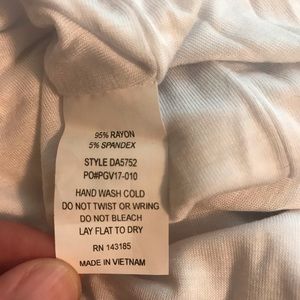 95% RAYON
5% SPANDEX
STYLE DA5752
PO#PGV17-010
HAND WASH COLD
DO NOT TWIST OR WRING
DO NOT BLEACH
LAY FLAT TO DRY
RN 143185
MADE IN VIETNAM